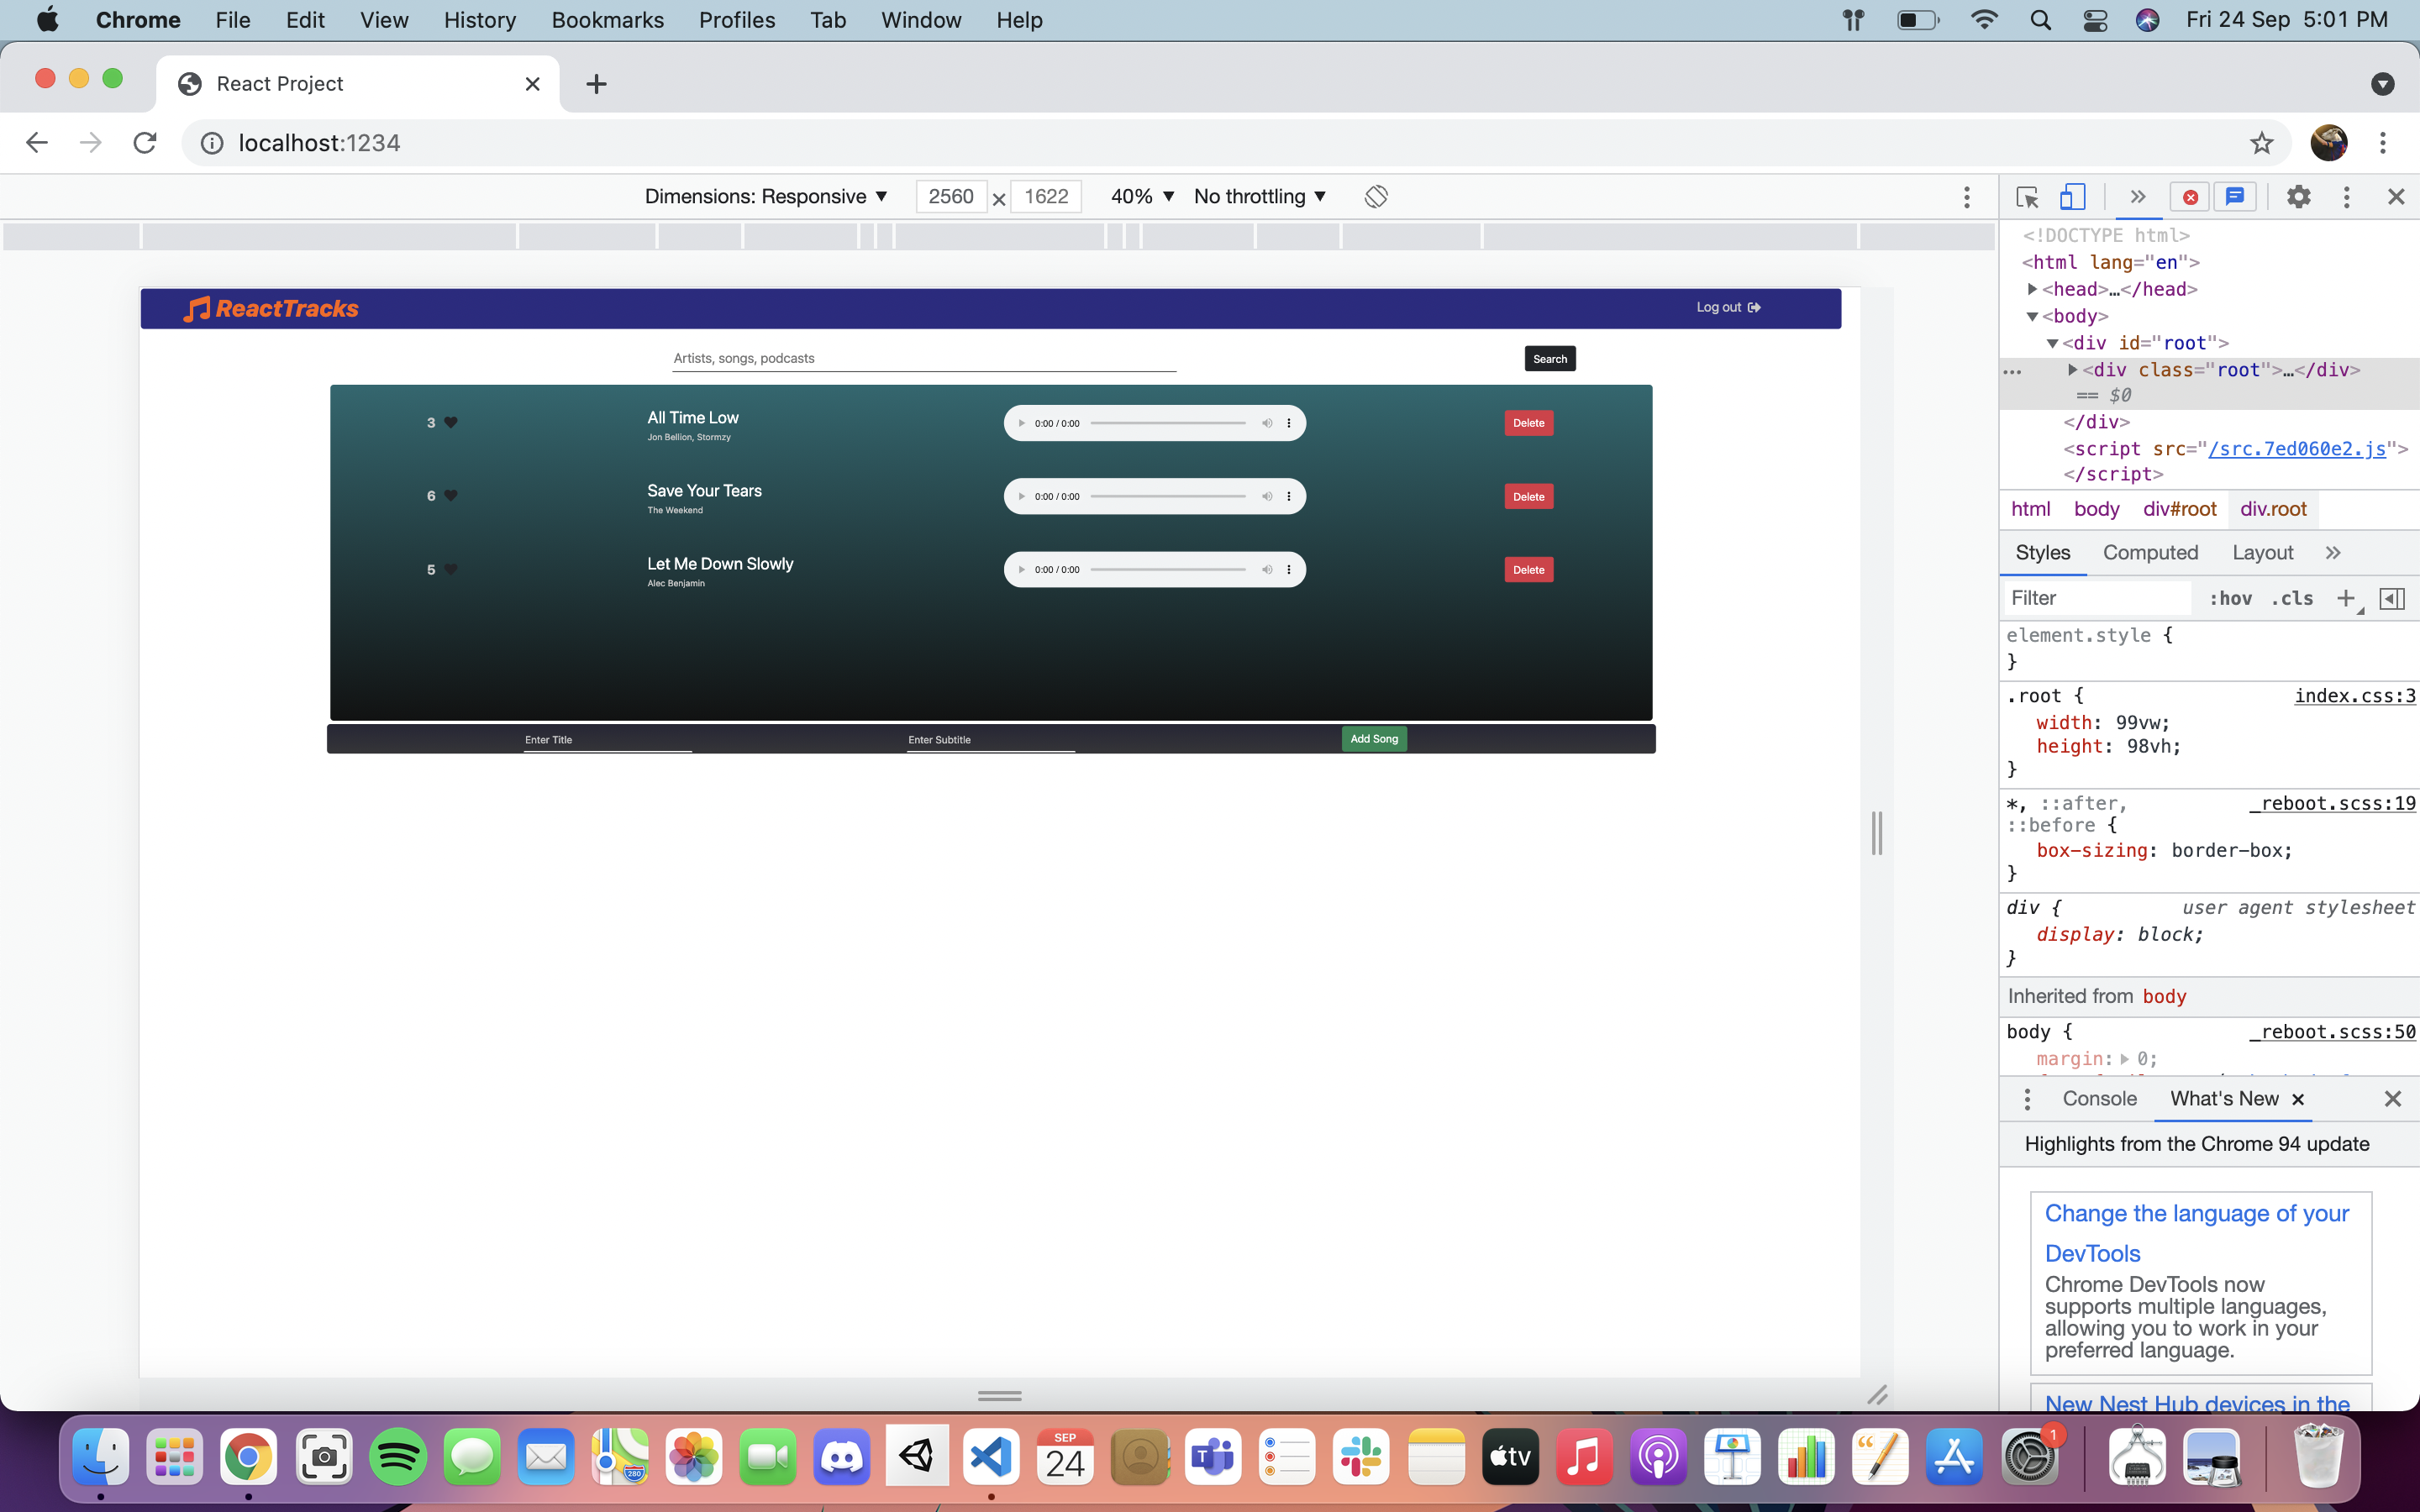 Chrome File Edit View History Bookmarks Profiles Tab Window Help Fri 24 Sep 5:01 PM
React Project
localhost:1234
Dimensions: Responsive ▼ 2560 × 1622 40% ▼ No throttling ▼
ReactTracks Log out
Artists, songs, podcasts Search
3 All Time Low 0:00 / 0:00 Delete
Jon Bellion, Stormzy
6 Save Your Tears 0:00 / 0:00 Delete
The Weekend
5 Let Me Down Slowly 0:00 / 0:00 Delete
Alec Benjamin
Enter Title Enter Subtitle Add Song
<!DOCTYPE html>
<html lang="en">
▶<head>…</head>
▼<body>
▼<div id="root">
… ▶<div class="root">…</div>
== $0
</div>
<script src="/src.7ed060e2.js">
</script>
html body div#root div.root
Styles Computed Layout »
Filter :hov .cls +
element.style {
}
.root { index.css:3
width: 99vw;
height: 98vh;
}
*, ::after, _reboot.scss:19
::before {
box-sizing: border-box;
}
div { user agent stylesheet
display: block;
}
Inherited from body
body { _reboot.scss:50
margin: ▶ 0;
Console What's New ×
Highlights from the Chrome 94 update
Change the language of your
DevTools
Chrome DevTools now
supports multiple languages,
allowing you to work in your
preferred language.
New Nest Hub devices in the
280
SEP
24
T
tv
1